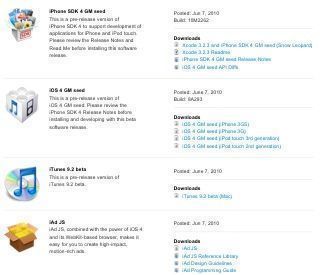 iPhone SDK 4 GM seed
This is a pre-release version of
iPhone SDK 4 to support development of
applications for iPhone and iPod touch.
Please review the Release Notes and
Read Me before installing this software
release.
Posted: Jun 7, 2010
Build: 10M2262
Downloads
Xcode 3.2.3 and iPhone SDK 4 GM seed (Snow Leopard)
Xcode 3.2.3 Readme
iPhone SDK 4 GM seed Release Notes
iOS 4 GM seed API Diffs
iOS 4 GM seed
This is a pre-release version of
iOS 4 GM seed. Please review the
iPhone SDK 4 Release Notes before
installing and developing with this beta
software release.
Posted: June 7, 2010
Build: 8A293
Downloads
iOS 4 GM seed (iPhone 3GS)
iOS 4 GM seed (iPhone 3G)
iOS 4 GM seed (iPod touch 3rd generation)
iOS 4 GM seed (iPod touch 2nd generation)
iTunes 9.2 beta
This is a pre-release version of
iTunes 9.2 beta.
Posted: June 7, 2010
Downloads
iTunes 9.2 beta (Mac)
iAd JS
iAd JS, combined with the power of iOS 4
and its WebKit-based browser, makes it
easy for you to create high-impact,
motion-rich ads.
Posted: Jun 7, 2010
Downloads
iAd JS
iAd JS Reference Library
iAd Design Guidelines
iAd Programming Guide